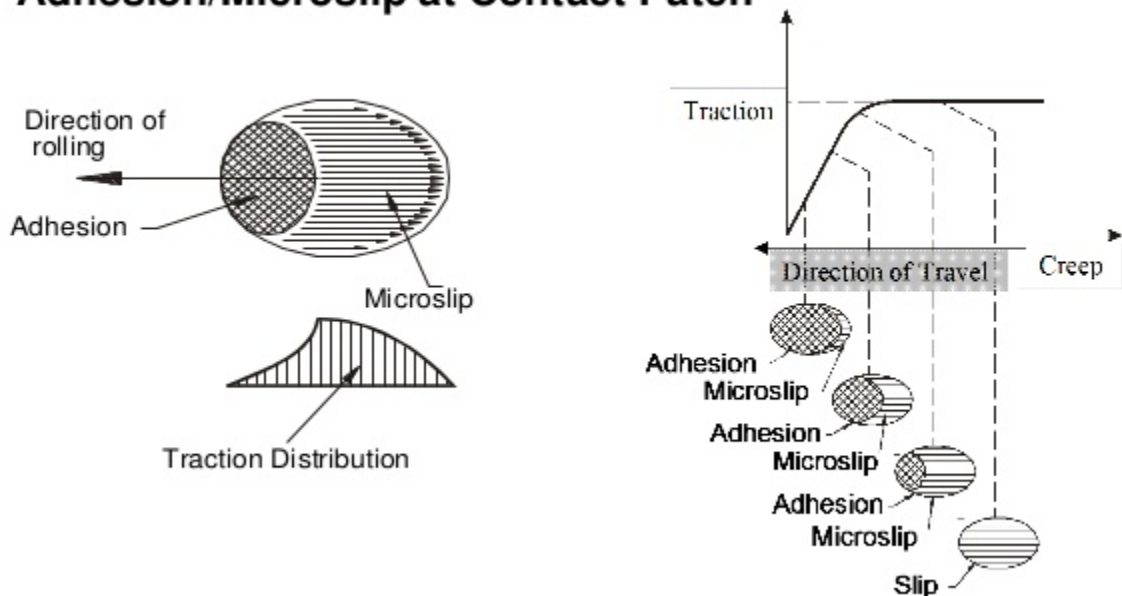 Adhesion/Microslip at Contact Patch
Direction of
rolling
Adhesion
Microslip
Traction Distribution
Traction
Direction of Travel
Creep
Adhesion
Microslip
Adhesion
Microslip
Adhesion
Microslip
Slip